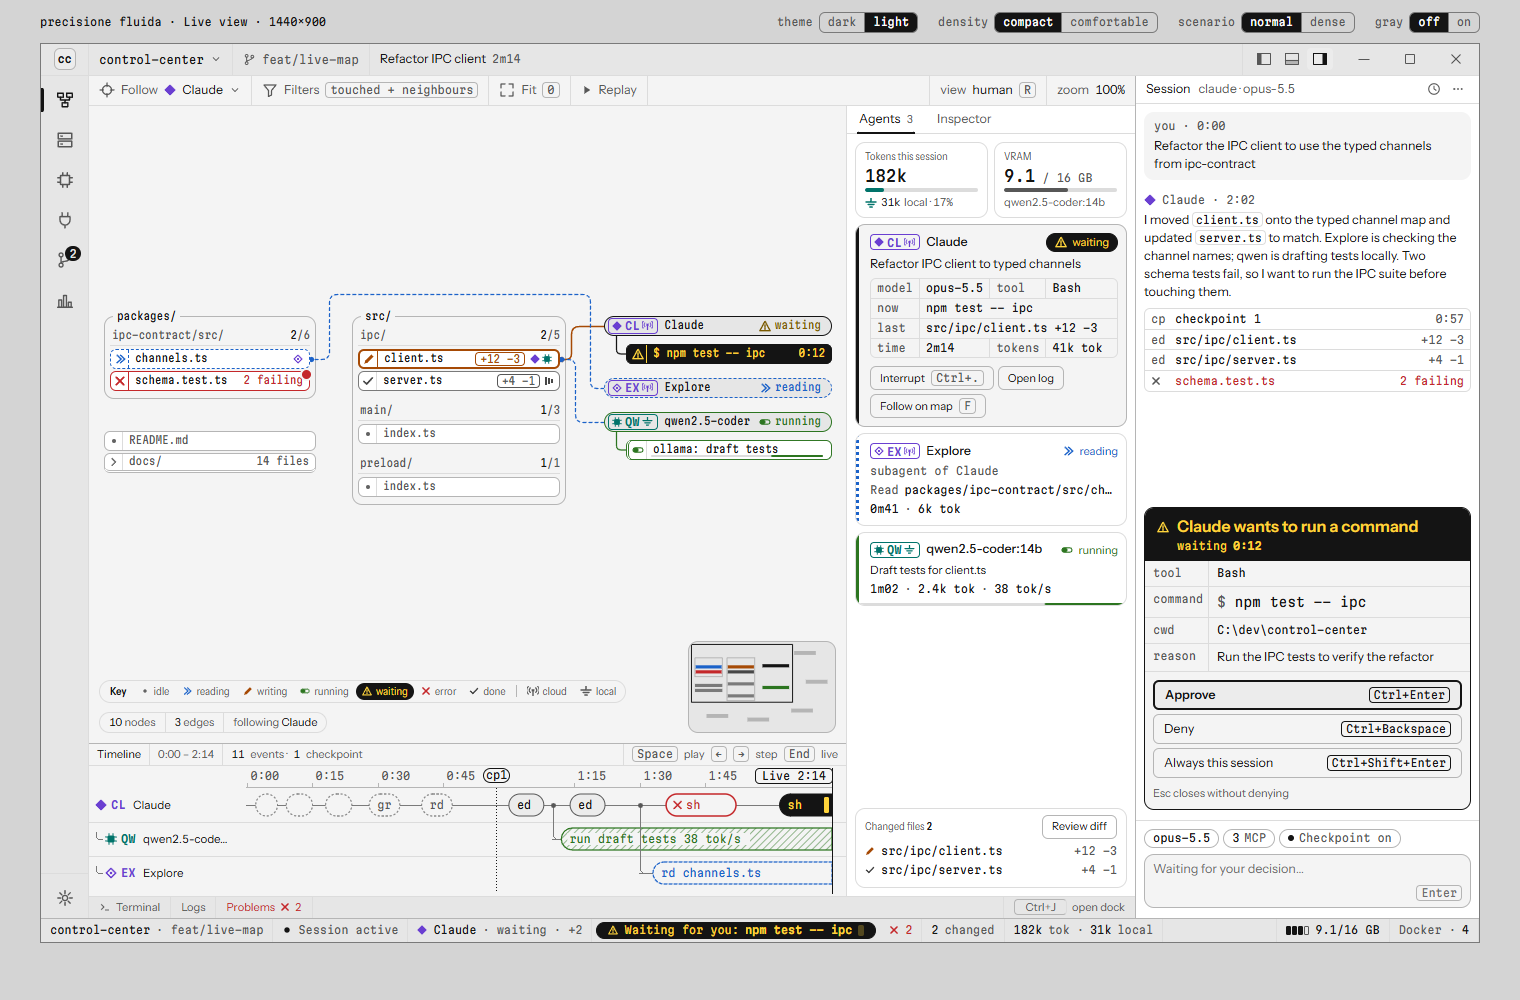 precisione fluida · Live view · 1440×900
theme dark light density compact comfortable scenario normal dense gray off on
cc control-center feat/live-map Refactor IPC client 2m14
Follow Claude Filters touched + neighbours Fit 0 Replay view human R zoom 100%
2
packages/
ipc-contract/src/ 2/6
channels.ts
schema.test.ts 2 failing
README.md
docs/ 14 files
src/
ipc/ 2/5
client.ts +12 -3
server.ts +4 -1
main/ 1/3
index.ts
preload/ 1/1
index.ts
CL Claude waiting
$ npm test -- ipc 0:12
EX Explore reading
QW qwen2.5-coder running
ollama: draft tests
Key idle reading writing running waiting error done cloud local
10 nodes 3 edges following Claude
Agents 3 Inspector
Tokens this session
182k
31k local · 17%
VRAM
9.1 / 16 GB
qwen2.5-coder:14b
CL Claude waiting
Refactor IPC client to typed channels
model opus-5.5 tool Bash
now npm test -- ipc
last src/ipc/client.ts +12 -3
time 2m14 tokens 41k tok
Interrupt Ctrl+. Open log
Follow on map F
EX Explore reading
subagent of Claude
Read packages/ipc-contract/src/ch…
0m41 · 6k tok
QW qwen2.5-coder:14b running
Draft tests for client.ts
1m02 · 2.4k tok · 38 tok/s
Changed files 2 Review diff
src/ipc/client.ts +12 -3
src/ipc/server.ts +4 -1
Session claude·opus-5.5
you · 0:00
Refactor the IPC client to use the typed channels
from ipc-contract
Claude · 2:02
I moved client.ts onto the typed channel map and
updated server.ts to match. Explore is checking the
channel names; qwen is drafting tests locally. Two
schema tests fail, so I want to run the IPC suite before
touching them.
cp checkpoint 1 0:57
ed src/ipc/client.ts +12 -3
ed src/ipc/server.ts +4 -1
schema.test.ts 2 failing
Claude wants to run a command
waiting 0:12
tool Bash
command $ npm test -- ipc
cwd C:\dev\control-center
reason Run the IPC tests to verify the refactor
Approve Ctrl+Enter
Deny Ctrl+Backspace
Always this session Ctrl+Shift+Enter
Esc closes without denying
opus-5.5 3 MCP Checkpoint on
Waiting for your decision…
Enter
Timeline 0:00 – 2:14 11 events · 1 checkpoint Space play ← → step End live
0:00 0:15 0:30 0:45 cp1 1:15 1:30 1:45 Live 2:14
CL Claude gr rd ed ed sh sh
QW qwen2.5-code… run draft tests 38 tok/s
EX Explore rd channels.ts
Terminal Logs Problems 2 Ctrl+J open dock
control-center · feat/live-map Session active Claude · waiting · +2 Waiting for you: npm test -- ipc 2 2 changed 182k tok · 31k local 9.1/16 GB Docker · 4